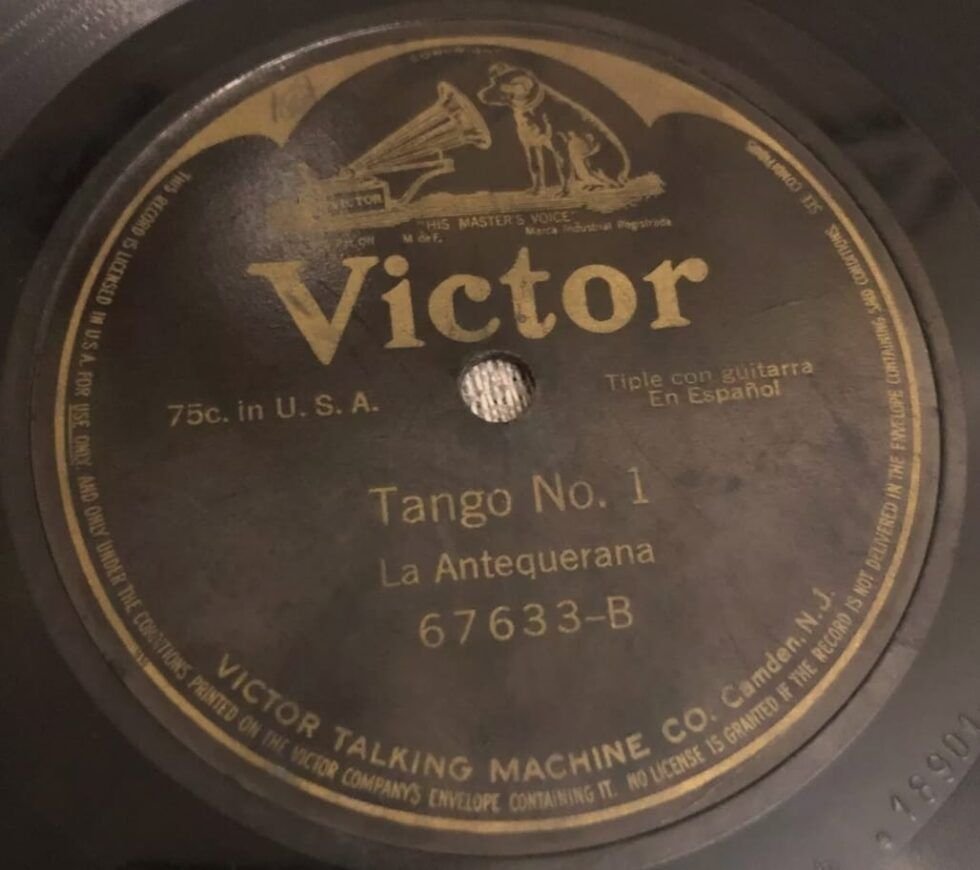 VICTOR
"HIS MASTER'S VOICE"
M de F. Marca Industrial Registrada
Victor
75c. in U. S. A.
Tiple con guitarra
En Español
Tango No. 1
La Antequerana
67633-B
VICTOR TALKING MACHINE CO. Camden, N. J.
THIS RECORD IS LICENSED IN U.S.A. FOR USE ONLY, AND ONLY UNDER THE CONDITIONS PRINTED ON THE VICTOR COMPANY'S ENVELOPE CONTAINING IT. NO LICENSE IS GRANTED IF THE RECORD IS NOT DELIVERED IN THE ENVELOPE CONTAINING SAID CONDITIONS. SEE CONDITIONS